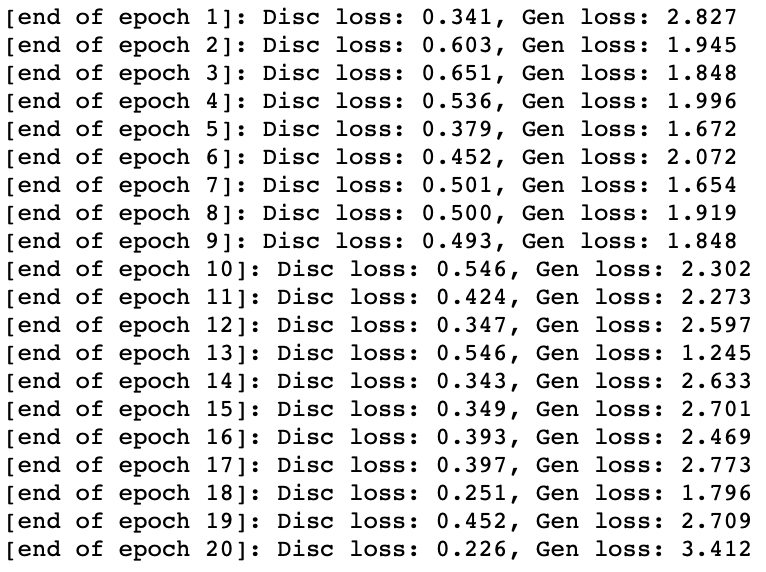 [end of epoch 1]: Disc loss: 0.341, Gen loss: 2.827
[end of epoch 2]: Disc loss: 0.603, Gen loss: 1.945
[end of epoch 3]: Disc loss: 0.651, Gen loss: 1.848
[end of epoch 4]: Disc loss: 0.536, Gen loss: 1.996
[end of epoch 5]: Disc loss: 0.379, Gen loss: 1.672
[end of epoch 6]: Disc loss: 0.452, Gen loss: 2.072
[end of epoch 7]: Disc loss: 0.501, Gen loss: 1.654
[end of epoch 8]: Disc loss: 0.500, Gen loss: 1.919
[end of epoch 9]: Disc loss: 0.493, Gen loss: 1.848
[end of epoch 10]: Disc loss: 0.546, Gen loss: 2.302
[end of epoch 11]: Disc loss: 0.424, Gen loss: 2.273
[end of epoch 12]: Disc loss: 0.347, Gen loss: 2.597
[end of epoch 13]: Disc loss: 0.546, Gen loss: 1.245
[end of epoch 14]: Disc loss: 0.343, Gen loss: 2.633
[end of epoch 15]: Disc loss: 0.349, Gen loss: 2.701
[end of epoch 16]: Disc loss: 0.393, Gen loss: 2.469
[end of epoch 17]: Disc loss: 0.397, Gen loss: 2.773
[end of epoch 18]: Disc loss: 0.251, Gen loss: 1.796
[end of epoch 19]: Disc loss: 0.452, Gen loss: 2.709
[end of epoch 20]: Disc loss: 0.226, Gen loss: 3.412